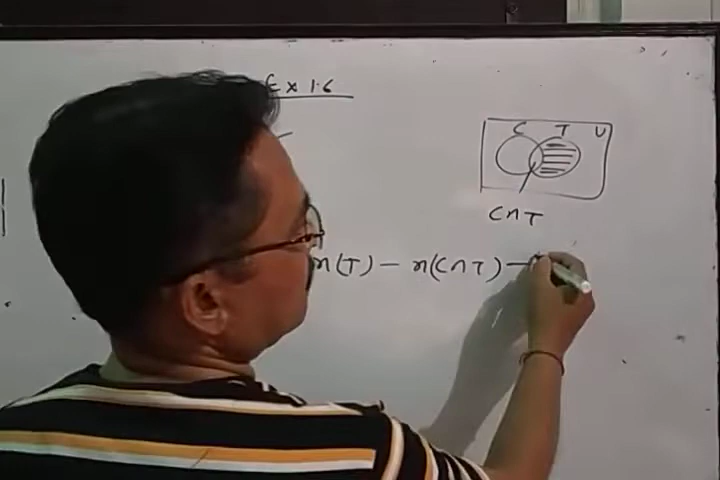 Ex 1.6
C T U
C∩T
n(T) - n(C∩T) -